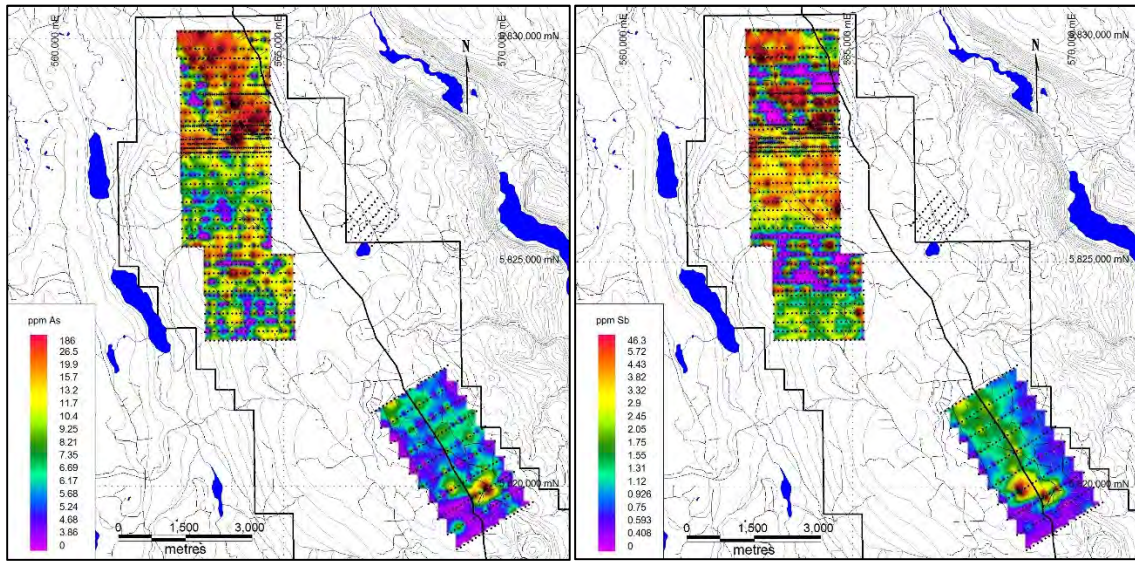 560,000 mE
565,000 mE
570,000 mE
5,830,000 mN
N
5,825,000 mN
5,820,000 mN
ppm As
186
26.5
19.9
15.7
13.2
11.7
10.4
9.25
8.21
7.35
6.69
6.17
5.68
5.24
4.68
3.86
0
0
1,500
3,000
metres
560,000 mE
565,000 mE
570,000 mE
5,830,000 mN
N
5,825,000 mN
5,820,000 mN
ppm Sb
46.3
5.72
4.43
3.82
3.32
2.9
2.45
2.05
1.55
1.31
1.12
0.926
0.75
0.593
0.408
0
0
1,500
3,000
metres